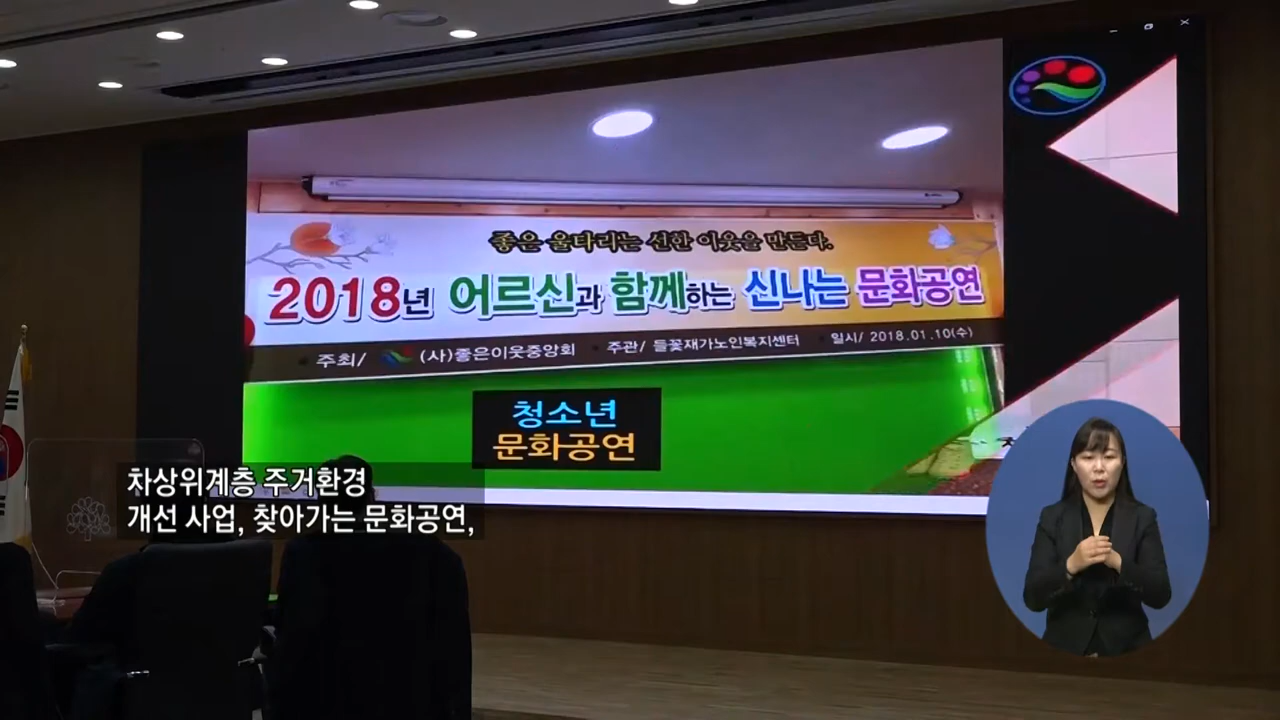 좋은 울타리는 선한 이웃을 만든다.
2018년 어르신과 함께하는 신나는 문화공연
주최/ (사)좋은이웃중앙회 주관/ 들꽃재가노인복지센터 일시/ 2018.01.10(수)
청소년
문화공연
차상위계층 주거환경
개선 사업, 찾아가는 문화공연,